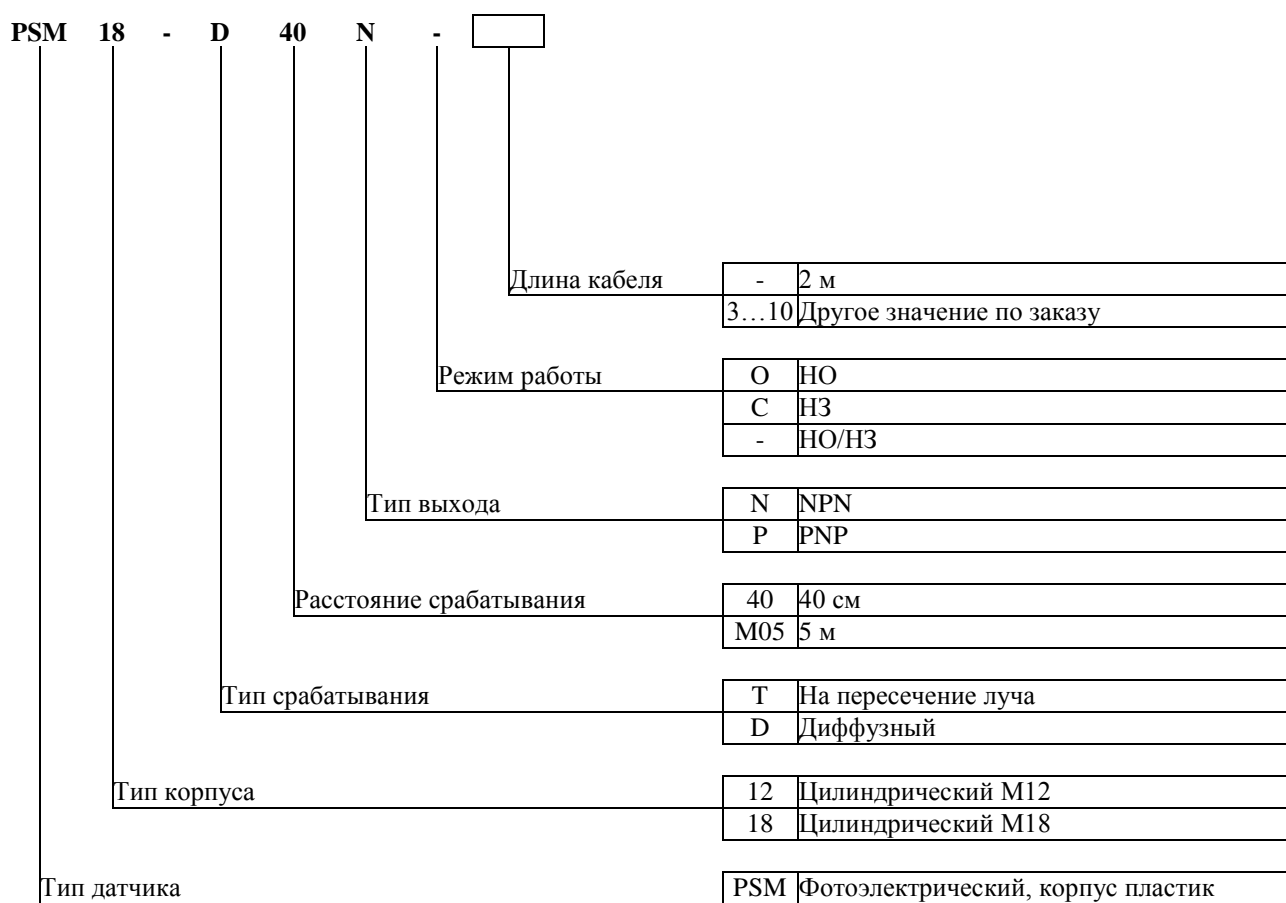 PSM 18 - D 40 N -
Длина кабеля - 2 м
3…10 Другое значение по заказу
Режим работы O НО
C НЗ
- НО/НЗ
Тип выхода N NPN
P PNP
Расстояние срабатывания 40 40 см
M05 5 м
Тип срабатывания T На пересечение луча
D Диффузный
Тип корпуса 12 Цилиндрический М12
18 Цилиндрический М18
Тип датчика PSM Фотоэлектрический, корпус пластик